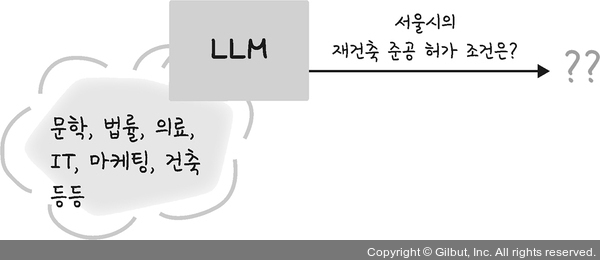 LLM
서울시의
재건축 준공 허가 조건은?
??
문학, 법률, 의료,
IT, 마케팅, 건축
등등
Copyright © Gilbut, Inc. All rights reserved.